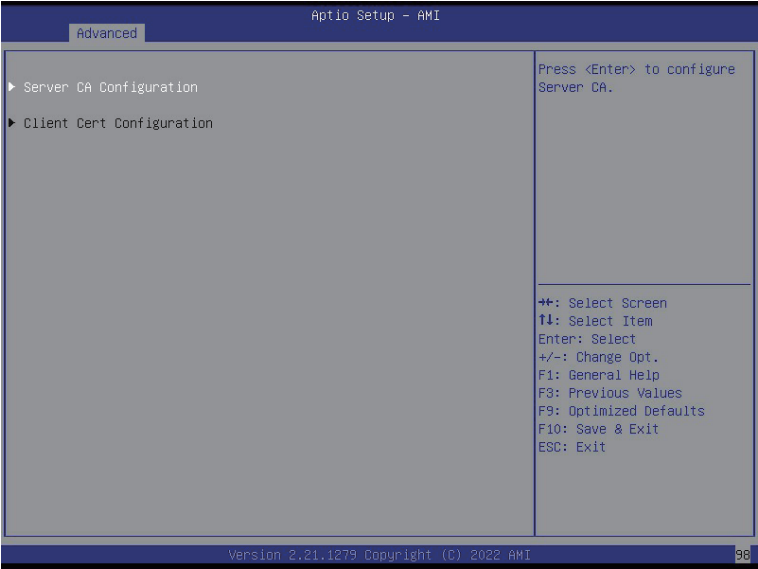 Aptio Setup – AMI
Advanced
Server CA Configuration
Client Cert Configuration
Press <Enter> to configure
Server CA.
→←: Select Screen
↑↓: Select Item
Enter: Select
+/-: Change Opt.
F1: General Help
F3: Previous Values
F9: Optimized Defaults
F10: Save & Exit
ESC: Exit
Version 2.21.1279 Copyright (C) 2022 AMI
98